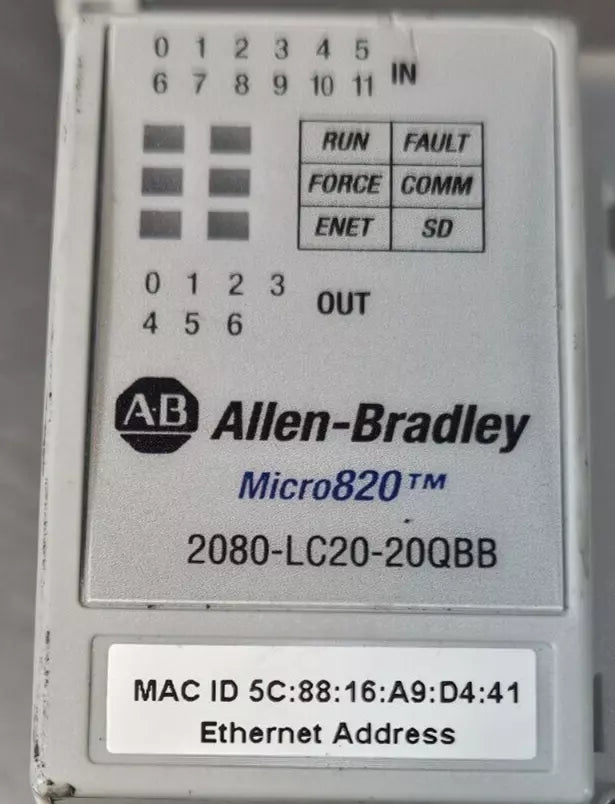 0 1 2 3 4 5
6 7 8 9 10 11 IN
RUN FAULT
FORCE COMM
ENET SD
0 1 2 3
4 5 6 OUT
A·B Allen-Bradley
Micro820™
2080-LC20-20QBB
MAC ID 5C:88:16:A9:D4:41
Ethernet Address